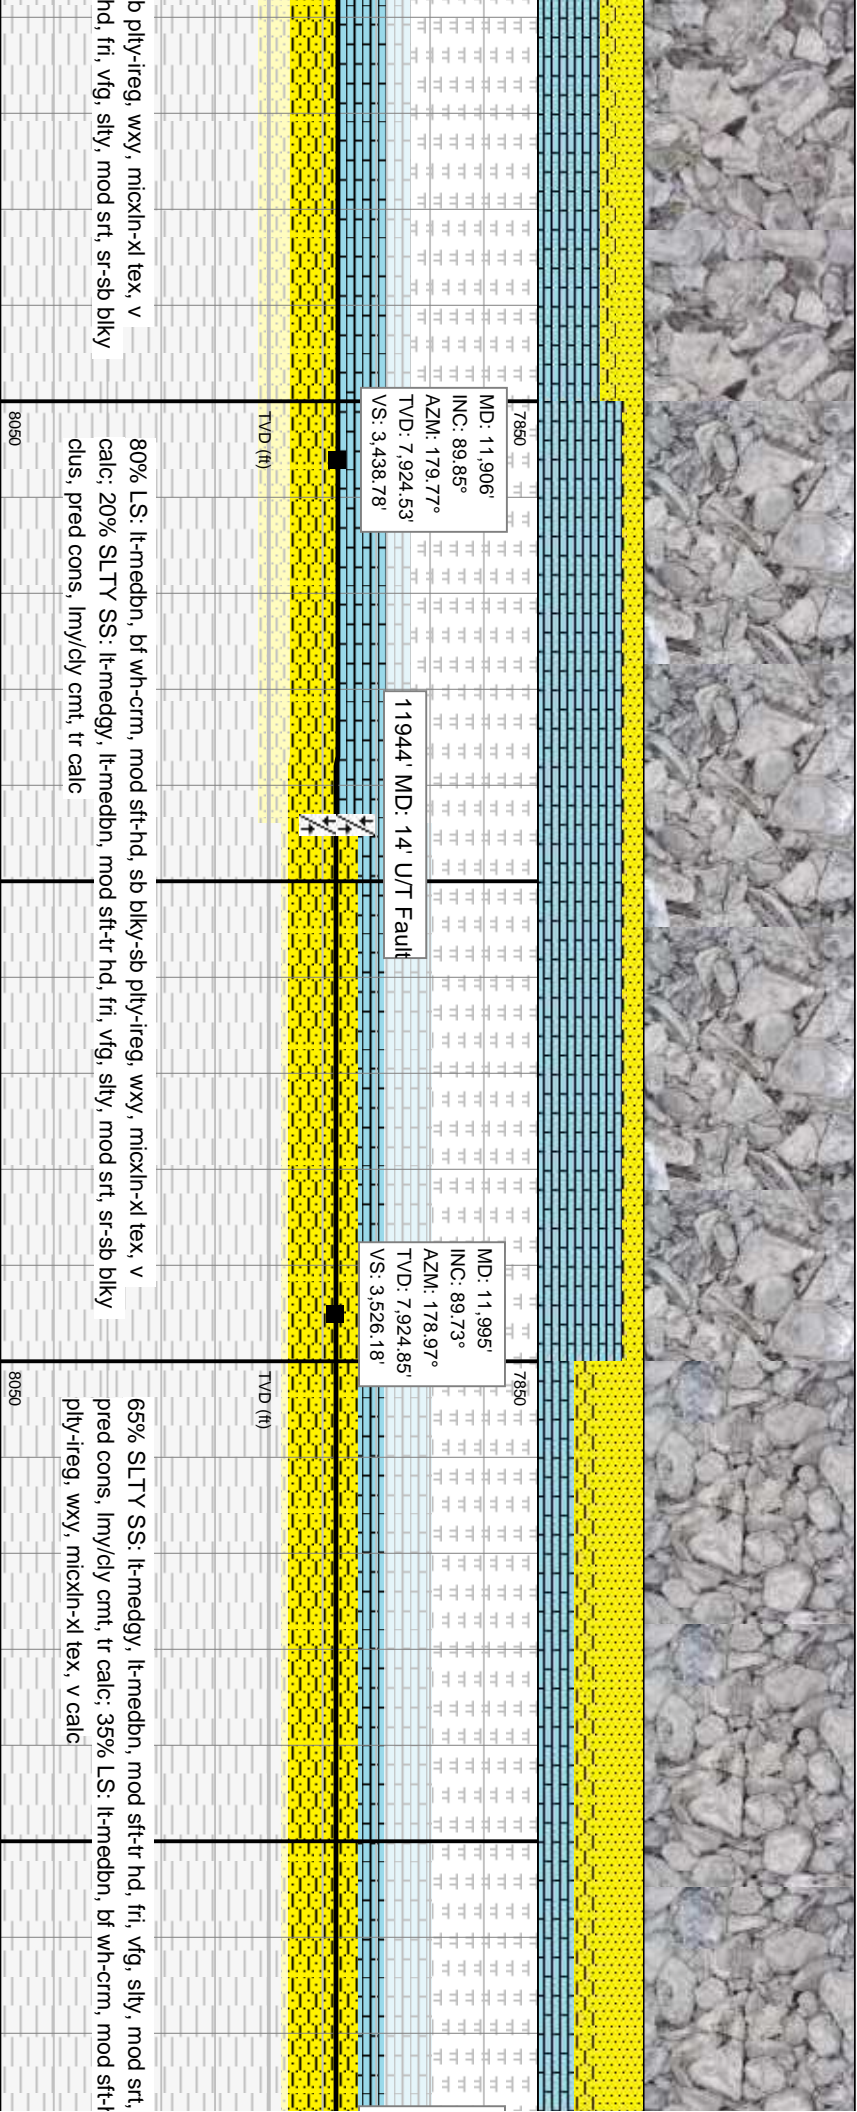 b plty-ireg, wxy, micxln-xl tex, v
hd, fri, vfg, slty, mod srt, sr-sb blky
7850
MD: 11,906'
INC: 89.85°
AZM: 179.77°
TVD: 7,924.53'
VS: 3,438.78'
TVD (ft)
8050
80% LS: lt-medbn, bf wh-crm, mod sft-hd, sb blky-sb plty-ireg, wxy, micxln-xl tex, v
calc; 20% SLTY SS: lt-medgy, lt-medbn, mod sft-tr hd, fri, vfg, slty, mod srt, sr-sb blky
clus, pred cons, lmy/cly cmt, tr calc
11944' MD: 14' U/T Fault
MD: 11,995'
INC: 89.73°
AZM: 178.97°
TVD: 7,924.85'
VS: 3,526.18'
7850
TVD (ft)
8050
65% SLTY SS: lt-medgy, lt-medbn, mod sft-tr hd, fri, vfg, slty, mod srt,
pred cons, lmy/cly cmt, tr calc; 35% LS: lt-medbn, bf wh-crm, mod sft-h
plty-ireg, wxy, micxln-xl tex, v calc